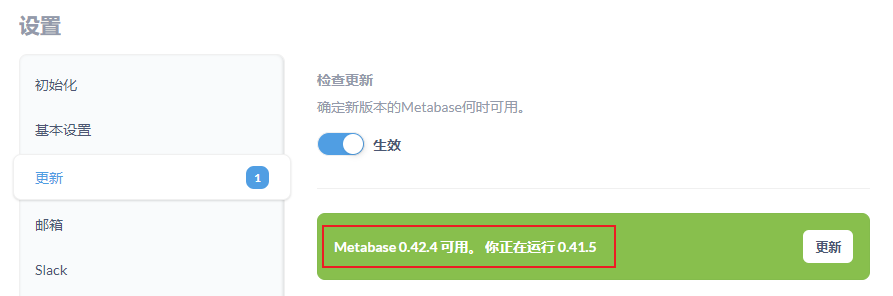 设置
初始化
基本设置
更新 1
邮箱
Slack
检查更新
确定新版本的Metabase何时可用。
生效
Metabase 0.42.4 可用。 你正在运行 0.41.5
更新